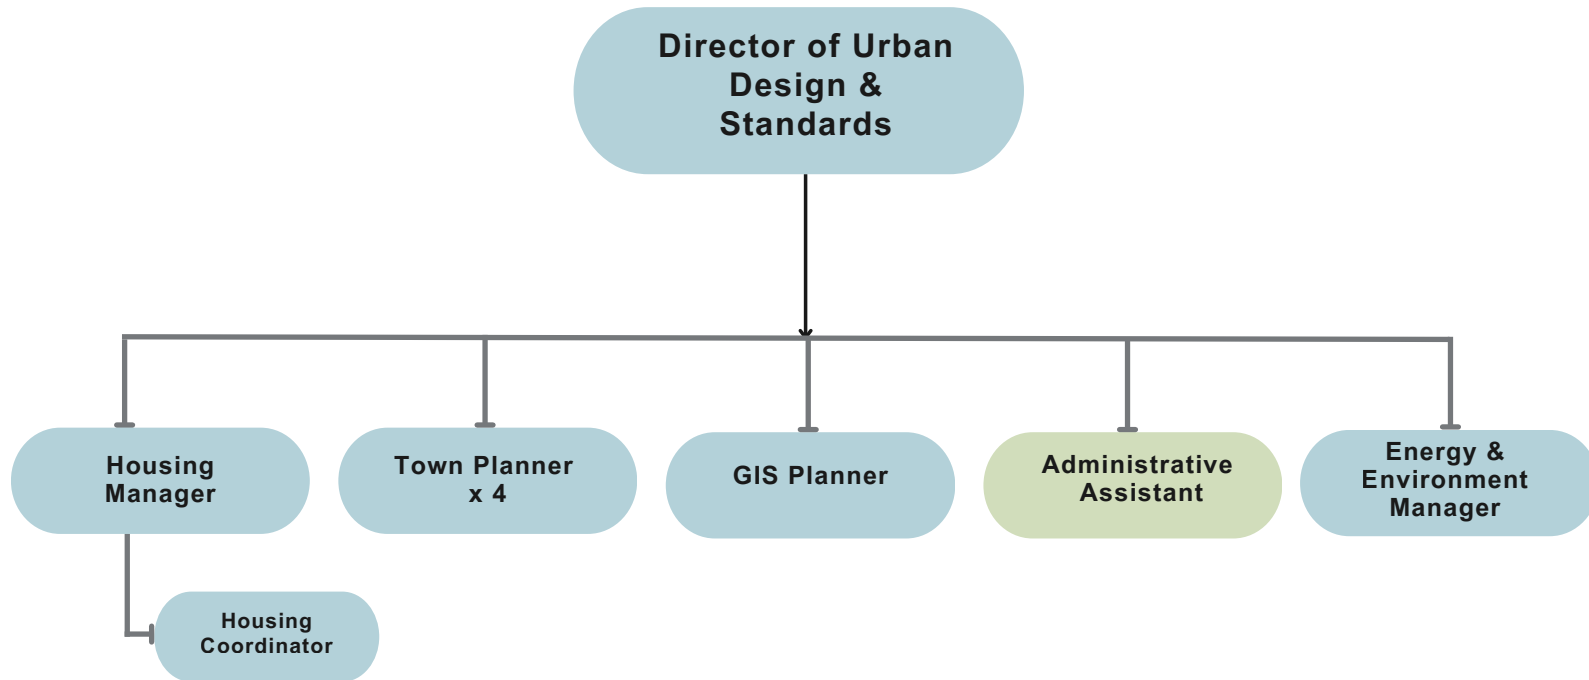 Director of Urban
Design &
Standards
Housing
Manager
Town Planner
x 4
GIS Planner
Administrative
Assistant
Energy &
Environment
Manager
Housing
Coordinator